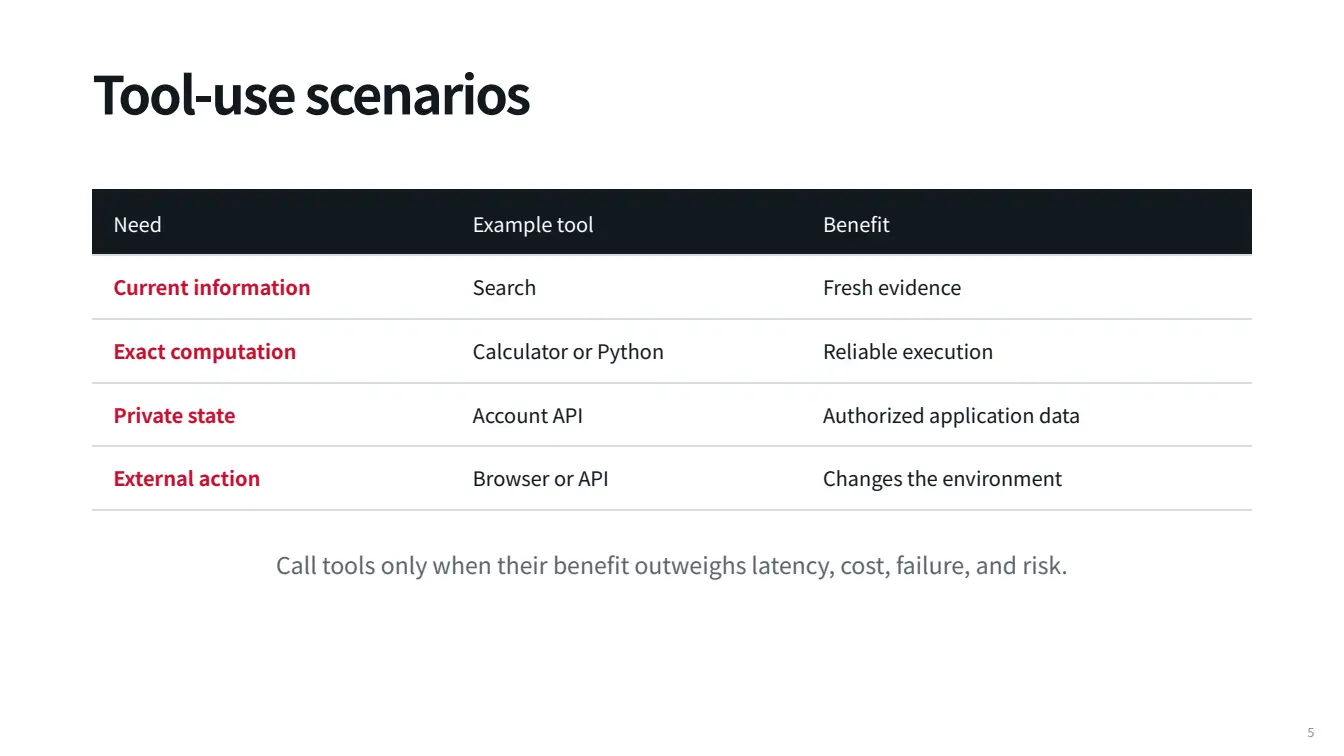 Tool-use scenarios
Need Example tool Benefit
Current information Search Fresh evidence
Exact computation Calculator or Python Reliable execution
Private state Account API Authorized application data
External action Browser or API Changes the environment
Call tools only when their benefit outweighs latency, cost, failure, and risk.
5